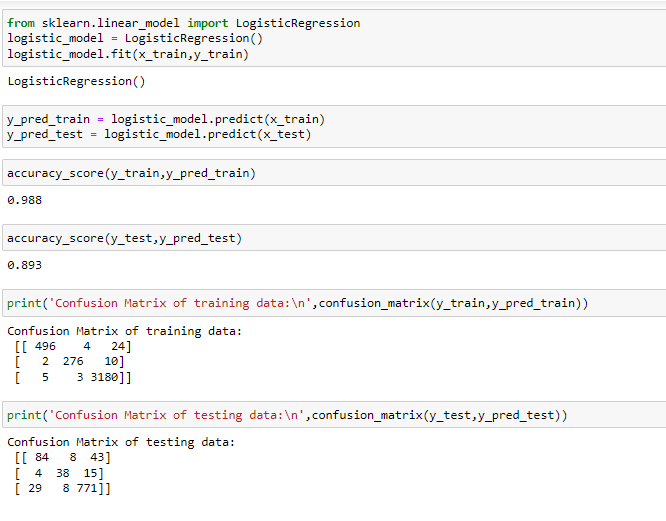 from sklearn.linear_model import LogisticRegression
logistic_model = LogisticRegression()
logistic_model.fit(x_train,y_train)
LogisticRegression()
y_pred_train = logistic_model.predict(x_train)
y_pred_test = logistic_model.predict(x_test)
accuracy_score(y_train,y_pred_train)
0.988
accuracy_score(y_test,y_pred_test)
0.893
print('Confusion Matrix of training data:\n',confusion_matrix(y_train,y_pred_train))
Confusion Matrix of training data:
 [[ 496    4   24]
 [   2  276   10]
 [   5    3 3180]]
print('Confusion Matrix of testing data:\n',confusion_matrix(y_test,y_pred_test))
Confusion Matrix of testing data:
 [[ 84   8  43]
 [  4  38  15]
 [ 29   8 771]]